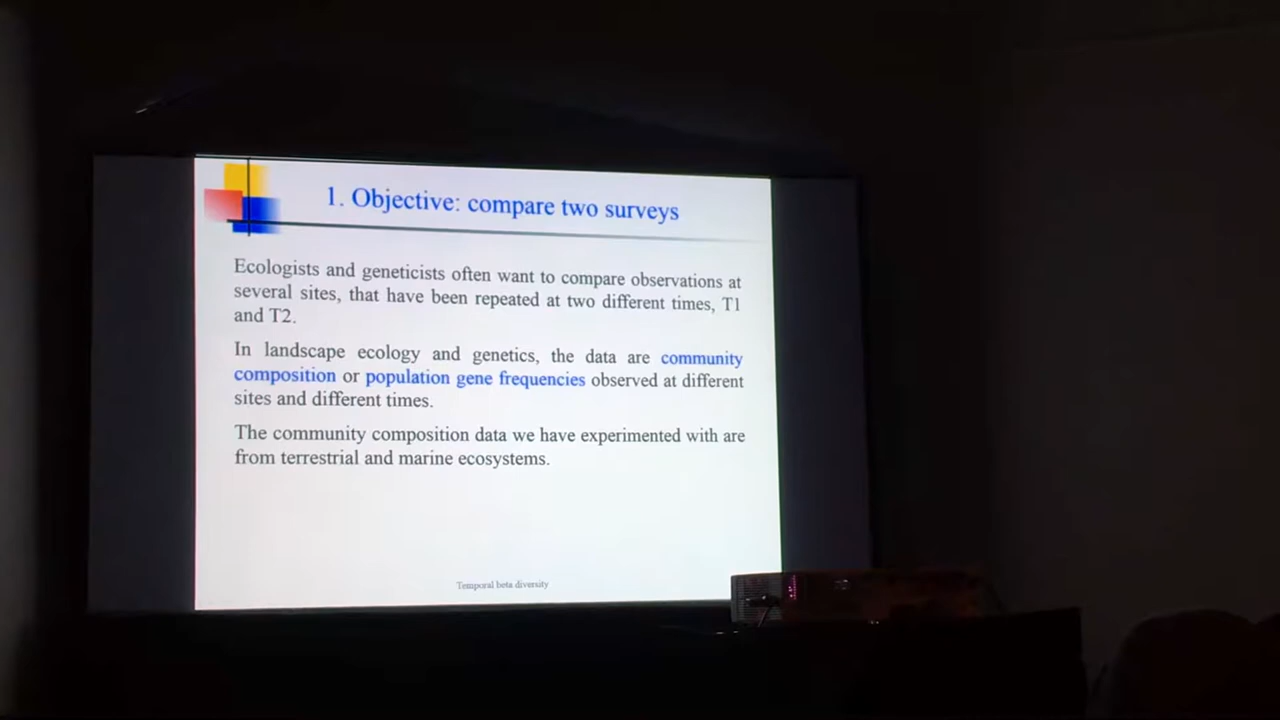 1. Objective: compare two surveys
Ecologists and geneticists often want to compare observations at
several sites, that have been repeated at two different times, T1
and T2.
In landscape ecology and genetics, the data are community
composition or population gene frequencies observed at different
sites and different times.
The community composition data we have experimented with are
from terrestrial and marine ecosystems.
Temporal beta diversity